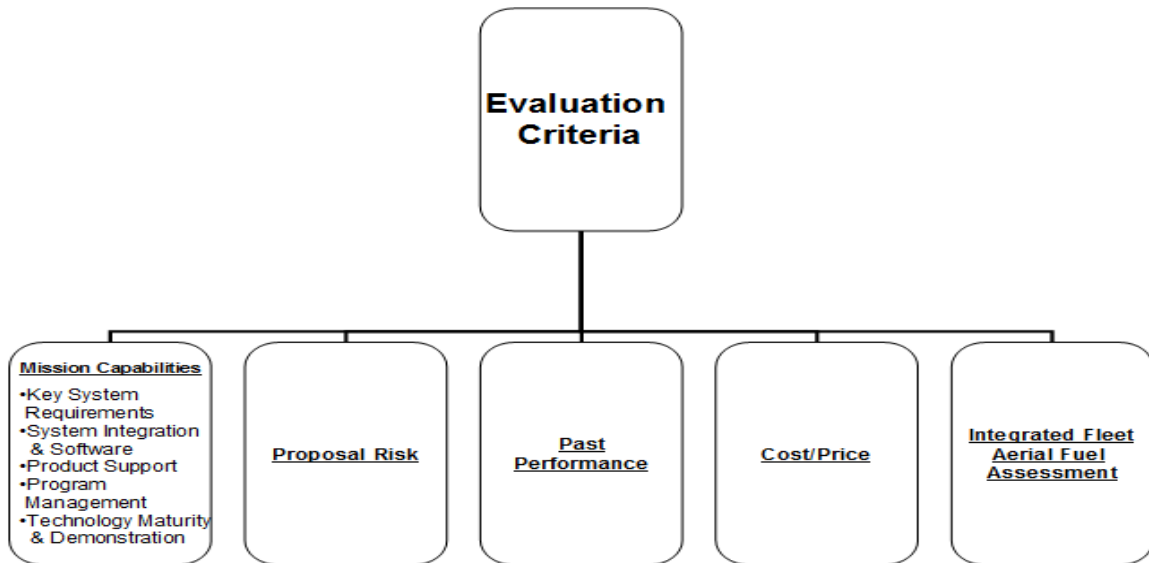 Evaluation
Criteria
Mission Capabilities
•Key System
Requirements
•System Integration
& Software
•Product Support
•Program
Management
•Technology Maturity
& Demonstration
Proposal Risk
Past
Performance
Cost/Price
Integrated Fleet
Aerial Fuel
Assessment